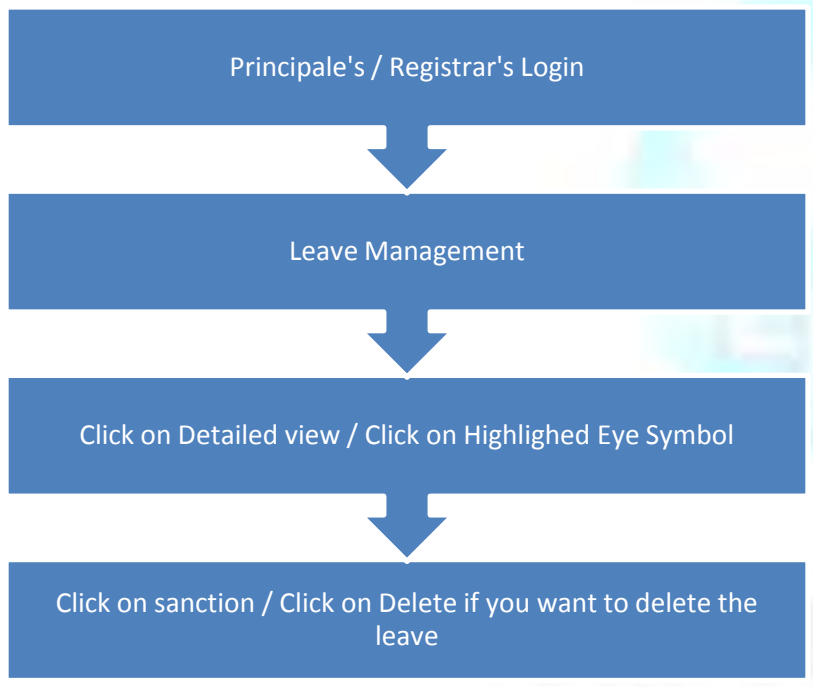 Principale's / Registrar's Login
Leave Management
Click on Detailed view / Click on Highlighed Eye Symbol
Click on sanction / Click on Delete if you want to delete the
leave